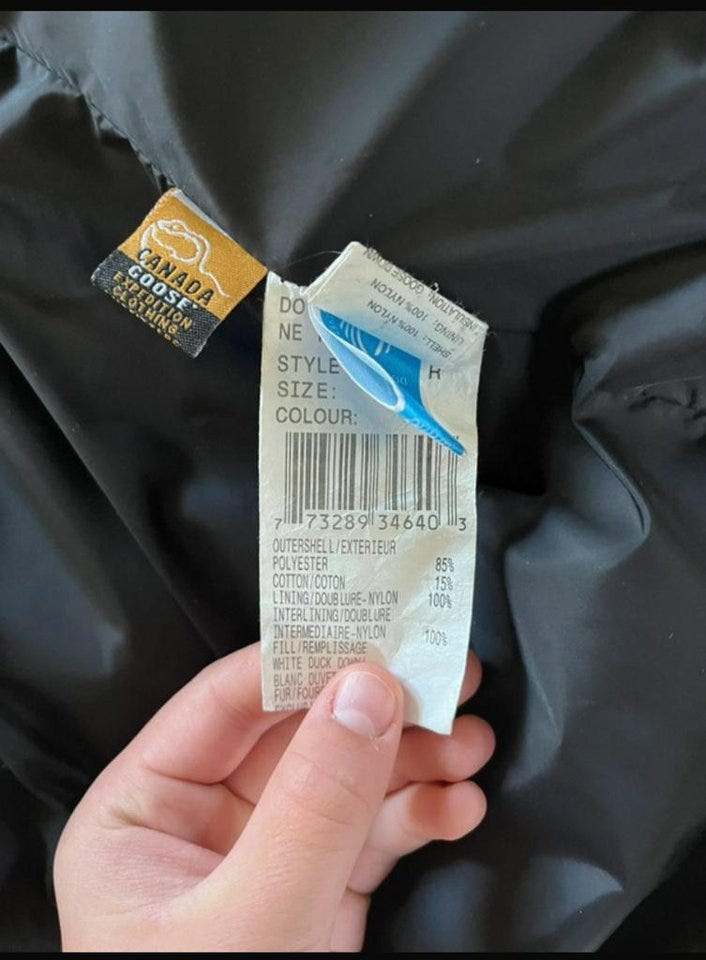 CANADA
GOOSE
EXPEDITION
CLOTHING
INSULATION: GOOSE DOWN
LINING: 100% NYLON
SHELL: 100% NYLON
DO
NE
STYLE
R
SIZE:
COLOUR:
7 73289 34640 3
OUTERSHELL/EXTERIEUR
POLYESTER 85%
COTTON/COTON 15%
LINING/DOUBLURE-NYLON 100%
INTERLINING/DOUBLURE
INTERMEDIAIRE-NYLON 100%
FILL/REMPLISSAGE
WHITE DUCK DOWN/
BLANC DUVET
FUR/FOUR